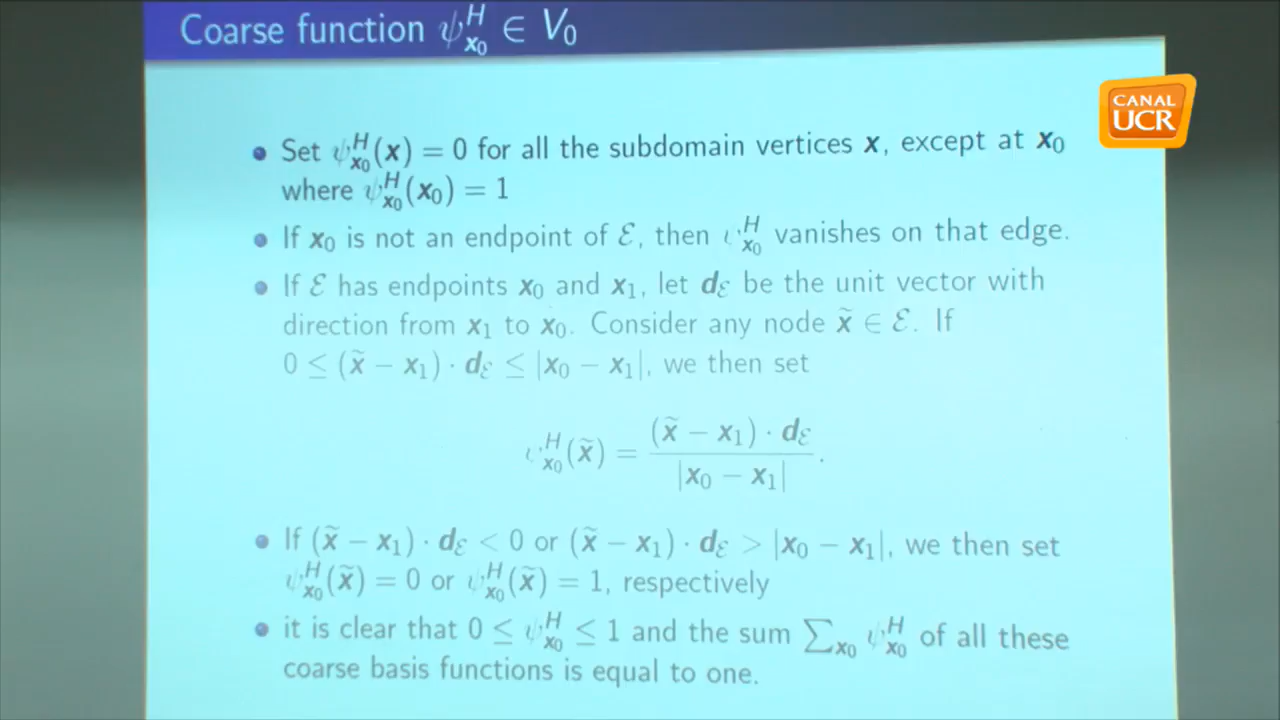 Coarse function ψ^H_{x₀} ∈ V₀
CANAL
UCR
Set ψ^H_{x₀}(x) = 0 for all the subdomain vertices x, except at x₀
where ψ^H_{x₀}(x₀) = 1
If x₀ is not an endpoint of ℰ, then ψ^H_{x₀} vanishes on that edge.
If ℰ has endpoints x₀ and x₁, let d_ℰ be the unit vector with
direction from x₁ to x₀. Consider any node x̃ ∈ ℰ. If
0 ≤ (x̃ − x₁) · d_ℰ ≤ |x₀ − x₁|, we then set
ψ^H_{x₀}(x̃) = (x̃ − x₁) · d_ℰ / |x₀ − x₁| .
If (x̃ − x₁) · d_ℰ < 0 or (x̃ − x₁) · d_ℰ > |x₀ − x₁|, we then set
ψ^H_{x₀}(x̃) = 0 or ψ^H_{x₀}(x̃) = 1, respectively
it is clear that 0 ≤ ψ^H_{x₀} ≤ 1 and the sum ∑_{x₀} ψ^H_{x₀} of all these
coarse basis functions is equal to one.